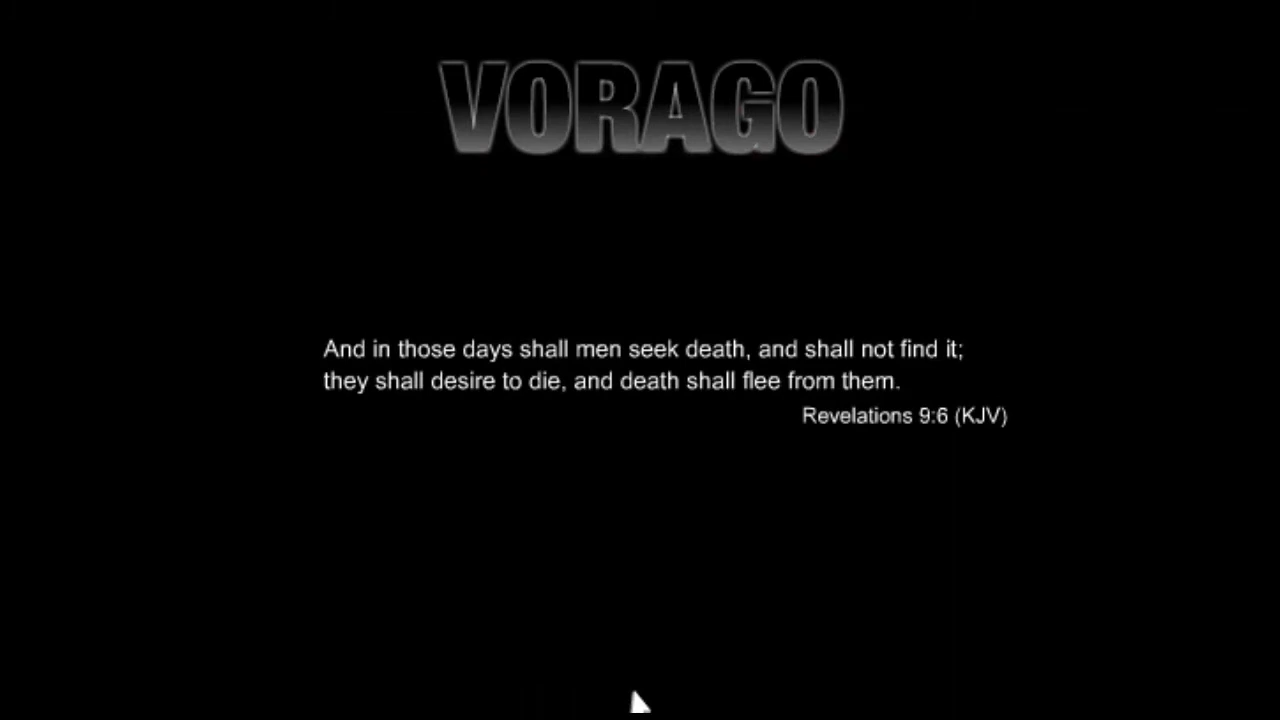 VORAGO
And in those days shall men seek death, and shall not find it;
they shall desire to die, and death shall flee from them.
Revelations 9:6 (KJV)